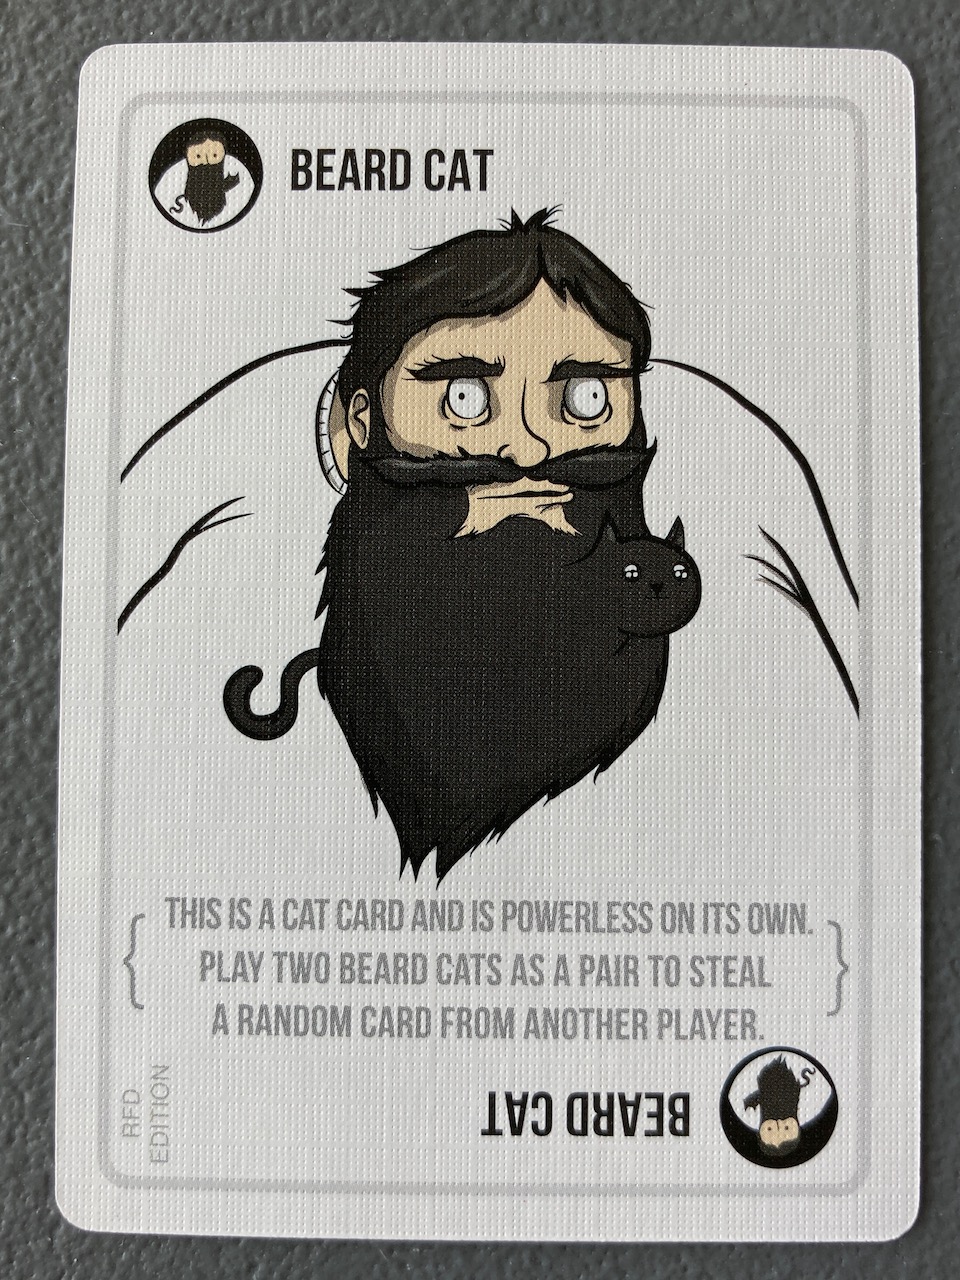 BEARD CAT
THIS IS A CAT CARD AND IS POWERLESS ON ITS OWN.
PLAY TWO BEARD CATS AS A PAIR TO STEAL
A RANDOM CARD FROM ANOTHER PLAYER.
RFD
EDITION
BEARD CAT